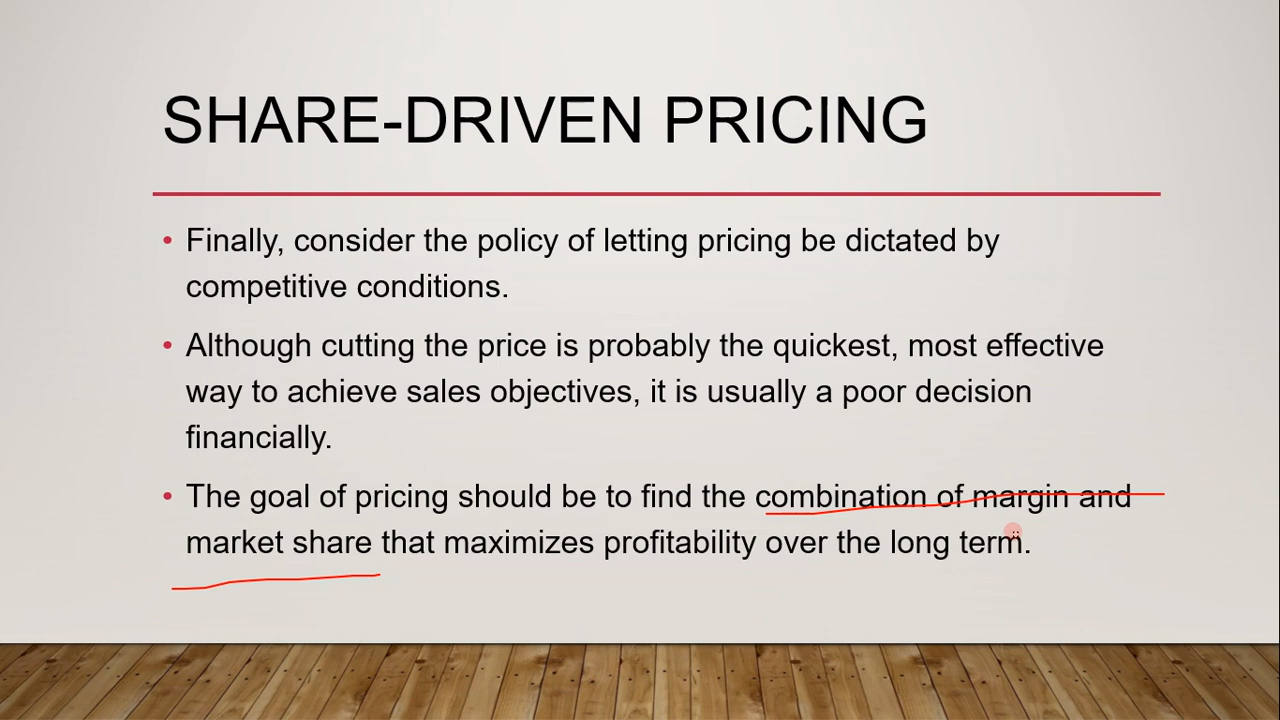 SHARE-DRIVEN PRICING
• Finally, consider the policy of letting pricing be dictated by
competitive conditions.
• Although cutting the price is probably the quickest, most effective
way to achieve sales objectives, it is usually a poor decision
financially.
• The goal of pricing should be to find the combination of margin and
market share that maximizes profitability over the long term.